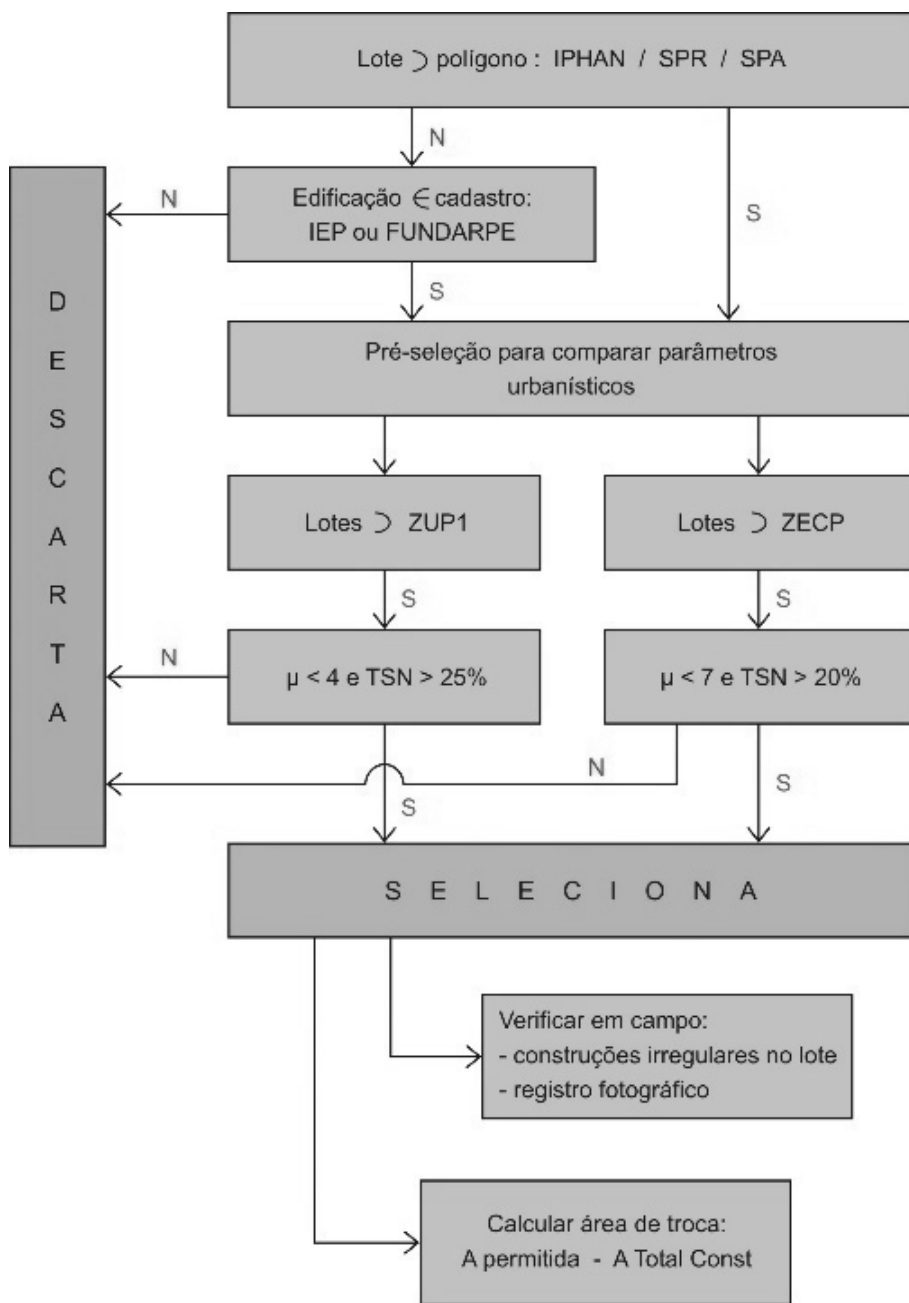 Lote ⊃ polígono : IPHAN / SPR / SPA
N
S
Edificação ∈ cadastro:
IEP ou FUNDARPE
N
S
Pré-seleção para comparar parâmetros
urbanísticos
Lotes ⊃ ZUP1
Lotes ⊃ ZECP
S
S
µ < 4 e TSN > 25%
µ < 7 e TSN > 20%
N
N
S
S
D E S C A R T A
S E L E C I O N A
Verificar em campo:
- construções irregulares no lote
- registro fotográfico
Calcular área de troca:
A permitida - A Total Const